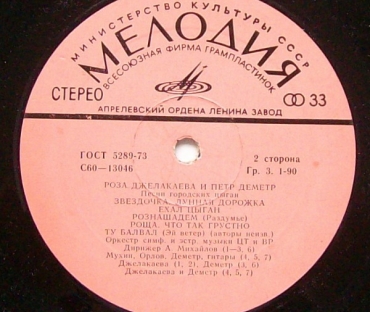 МИНИСТЕРСТВО КУЛЬТУРЫ СССР
МЕЛОДИЯ
ВСЕСОЮЗНАЯ ФИРМА ГРАМПЛАСТИНОК
СТЕРЕО
33
АПРЕЛЕВСКИЙ ОРДЕНА ЛЕНИНА ЗАВОД
ГОСТ 5289-73
С60-13046
2 сторона
Гр. 3. 1-90
РОЗА ДЖЕЛАКАЕВА И ПЕТР ДЕМЕТР
Песни городских цыган
ЗВЕЗДОЧКА, ЛУННАЯ ДОРОЖКА
ЕХАЛ ЦЫГАН
РОЗНАШАДЕМ (Раздумье)
РОЩА, ЧТО ТАК ГРУСТНО
ТУ БАЛВАЛ (Эй ветер) (авторы неизв.)
Оркестр симф. и эстр. музыки ЦТ и ВР
Дирижер А. Михайлов (1—3, 6)
Мухин, Орлов, Деметр, гитары (4, 5, 7)
Джелакаева (1, 2), Деметр (3, 6)
Джелакаева и Деметр (4, 5, 7)